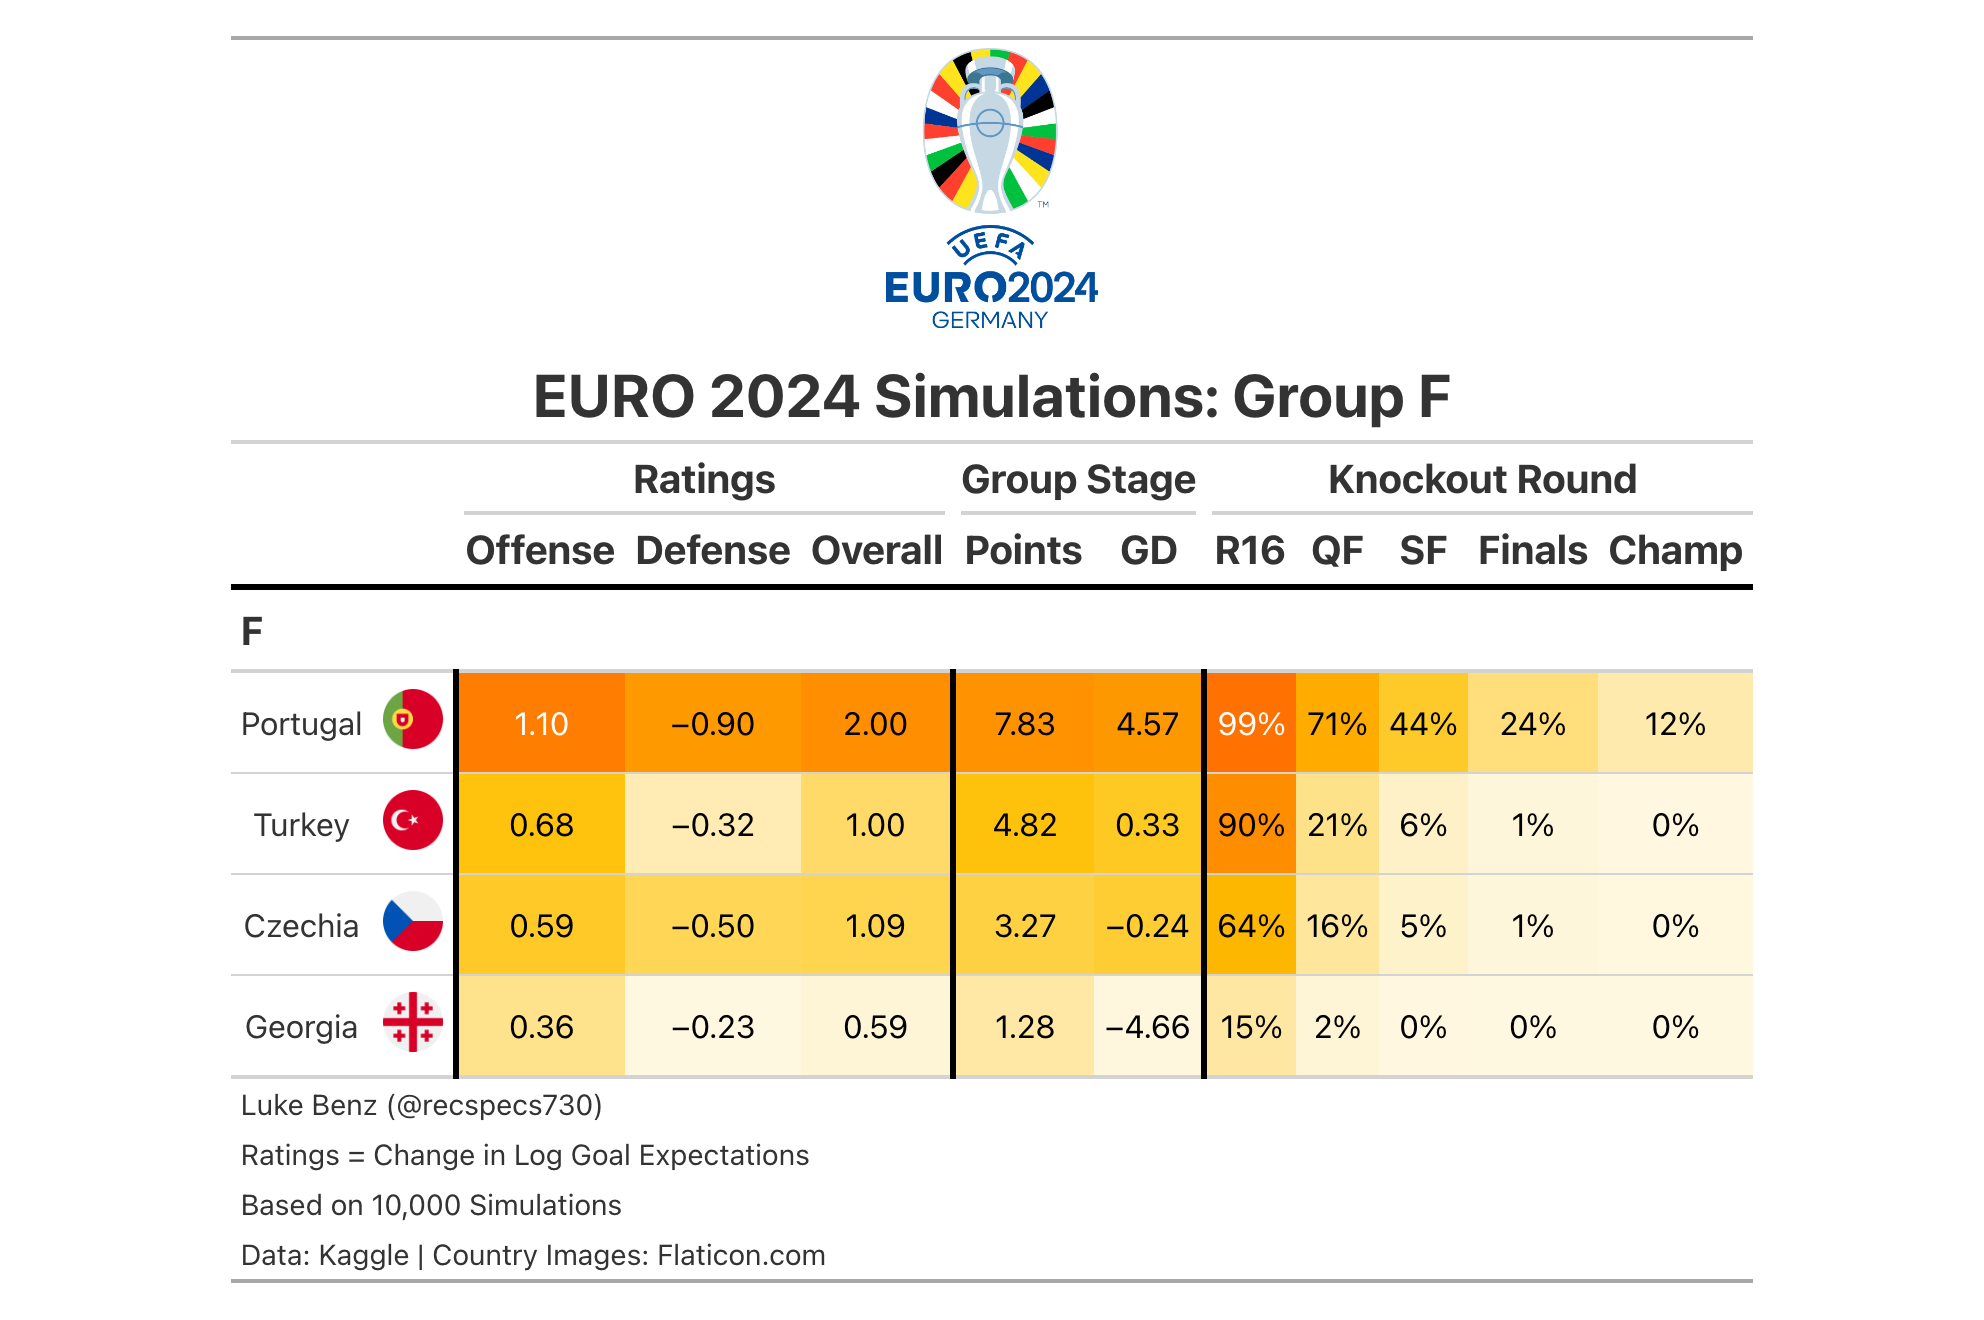 TM
UEFA
EURO2024
GERMANY
EURO 2024 Simulations: Group F
Ratings Group Stage Knockout Round
Offense Defense Overall Points GD R16 QF SF Finals Champ
F
Portugal 1.10 −0.90 2.00 7.83 4.57 99% 71% 44% 24% 12%
Turkey 0.68 −0.32 1.00 4.82 0.33 90% 21% 6% 1% 0%
Czechia 0.59 −0.50 1.09 3.27 −0.24 64% 16% 5% 1% 0%
Georgia 0.36 −0.23 0.59 1.28 −4.66 15% 2% 0% 0% 0%
Luke Benz (@recspecs730)
Ratings = Change in Log Goal Expectations
Based on 10,000 Simulations
Data: Kaggle | Country Images: Flaticon.com